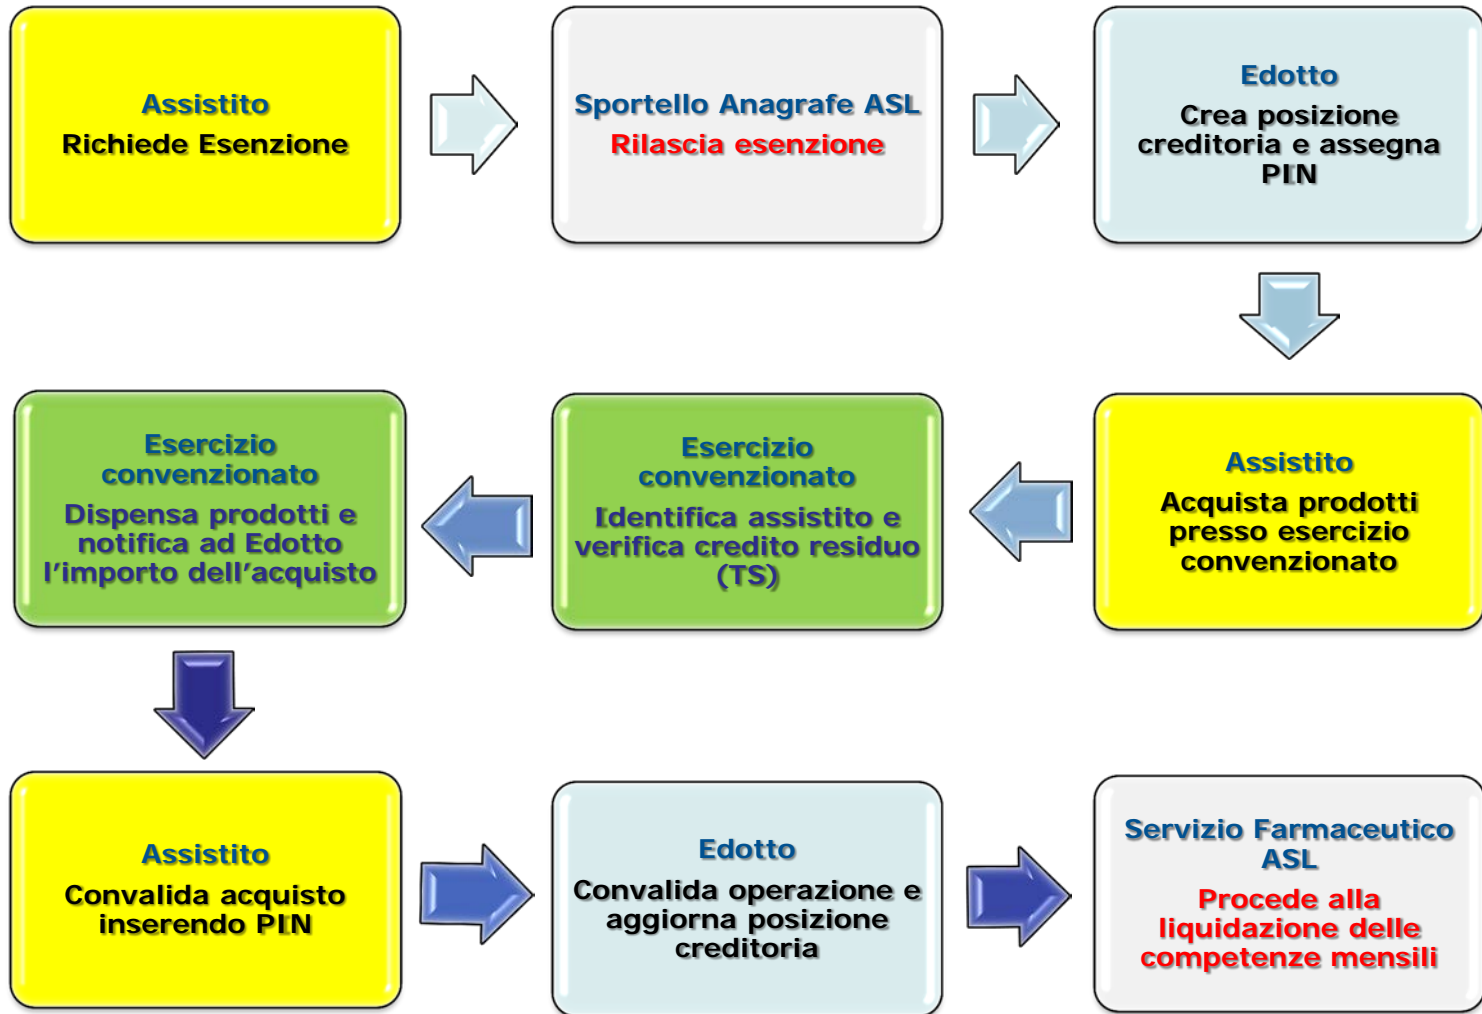 Assistito
Richiede Esenzione
Sportello Anagrafe ASL
Rilascia esenzione
Edotto
Crea posizione
creditoria e assegna
PIN
Assistito
Acquista prodotti
presso esercizio
convenzionato
Esercizio
convenzionato
Identifica assistito e
verifica credito residuo
(TS)
Esercizio
convenzionato
Dispensa prodotti e
notifica ad Edotto
l’importo dell’acquisto
Assistito
Convalida acquisto
inserendo PIN
Edotto
Convalida operazione e
aggiorna posizione
creditoria
Servizio Farmaceutico
ASL
Procede alla
liquidazione delle
competenze mensili